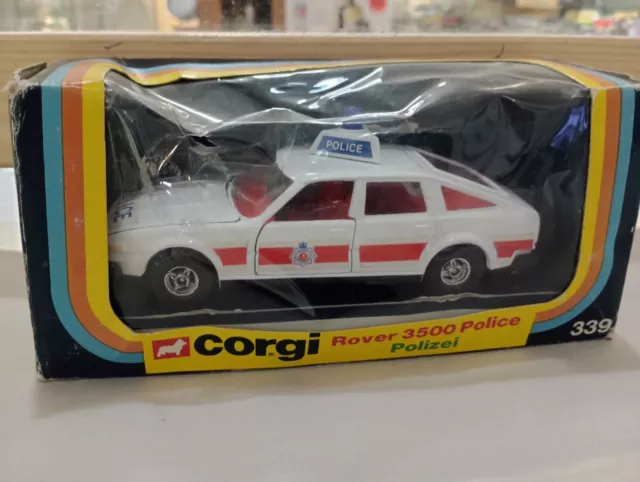 POLICE
CORGI
Rover 3500 Police
Polizei
339